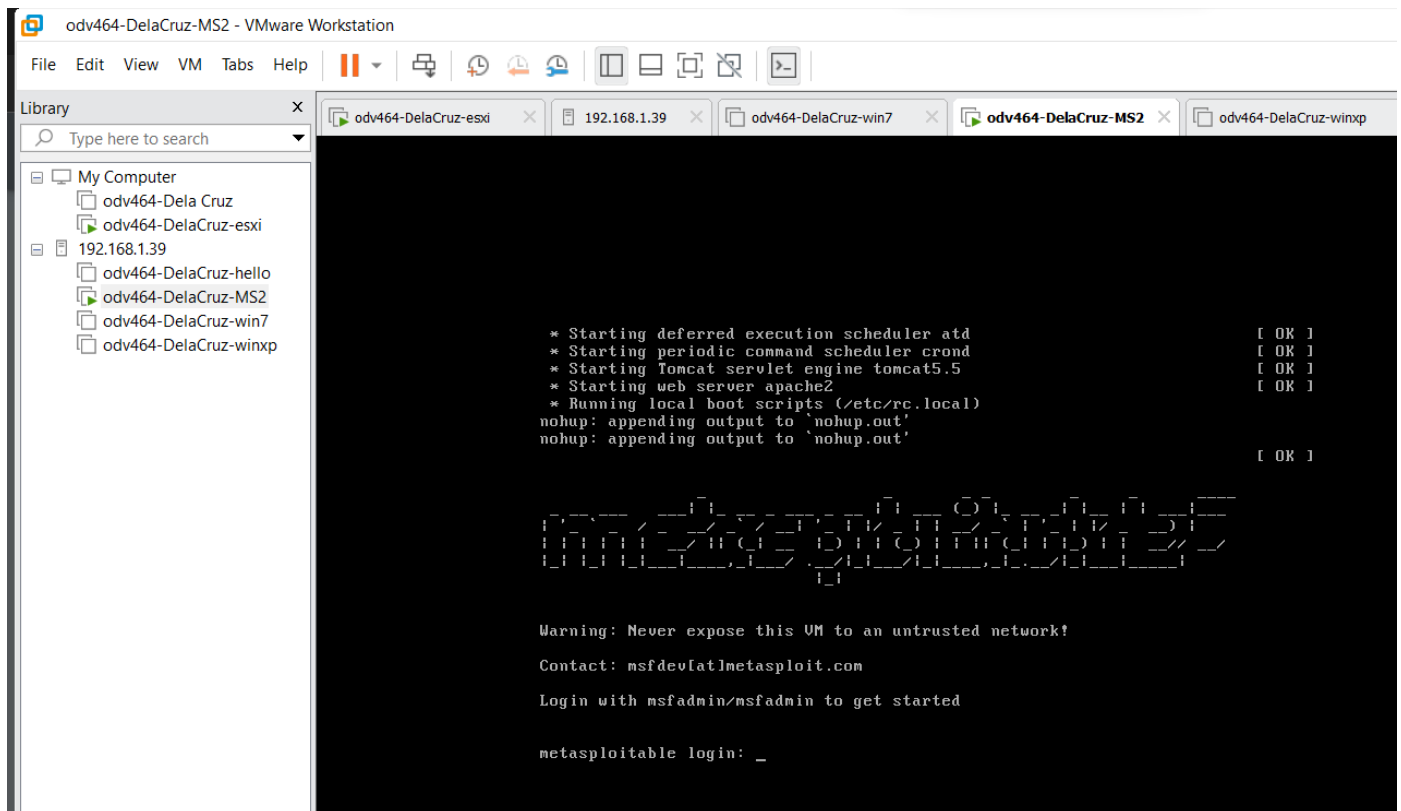 odv464-DelaCruz-MS2 - VMware Workstation
File Edit View VM Tabs Help
Library x
odv464-DelaCruz-esxi
192.168.1.39
odv464-DelaCruz-win7
odv464-DelaCruz-MS2
odv464-DelaCruz-winxp
Type here to search
My Computer
odv464-Dela Cruz
odv464-DelaCruz-esxi
192.168.1.39
odv464-DelaCruz-hello
odv464-DelaCruz-MS2
odv464-DelaCruz-win7
odv464-DelaCruz-winxp
* Starting deferred execution scheduler atd [ OK ]
* Starting periodic command scheduler crond [ OK ]
* Starting Tomcat servlet engine tomcat5.5 [ OK ]
* Starting web server apache2 [ OK ]
* Running local boot scripts (/etc/rc.local)
nohup: appending output to `nohup.out'
nohup: appending output to `nohup.out'
[ OK ]
metasploitable2
Warning: Never expose this VM to an untrusted network!
Contact: msfdev[at]metasploit.com
Login with msfadmin/msfadmin to get started
metasploitable login: _